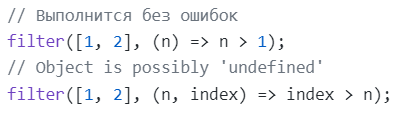 // Выполнится без ошибок
filter([1, 2], (n) => n > 1);
// Object is possibly 'undefined'
filter([1, 2], (n, index) => index > n);